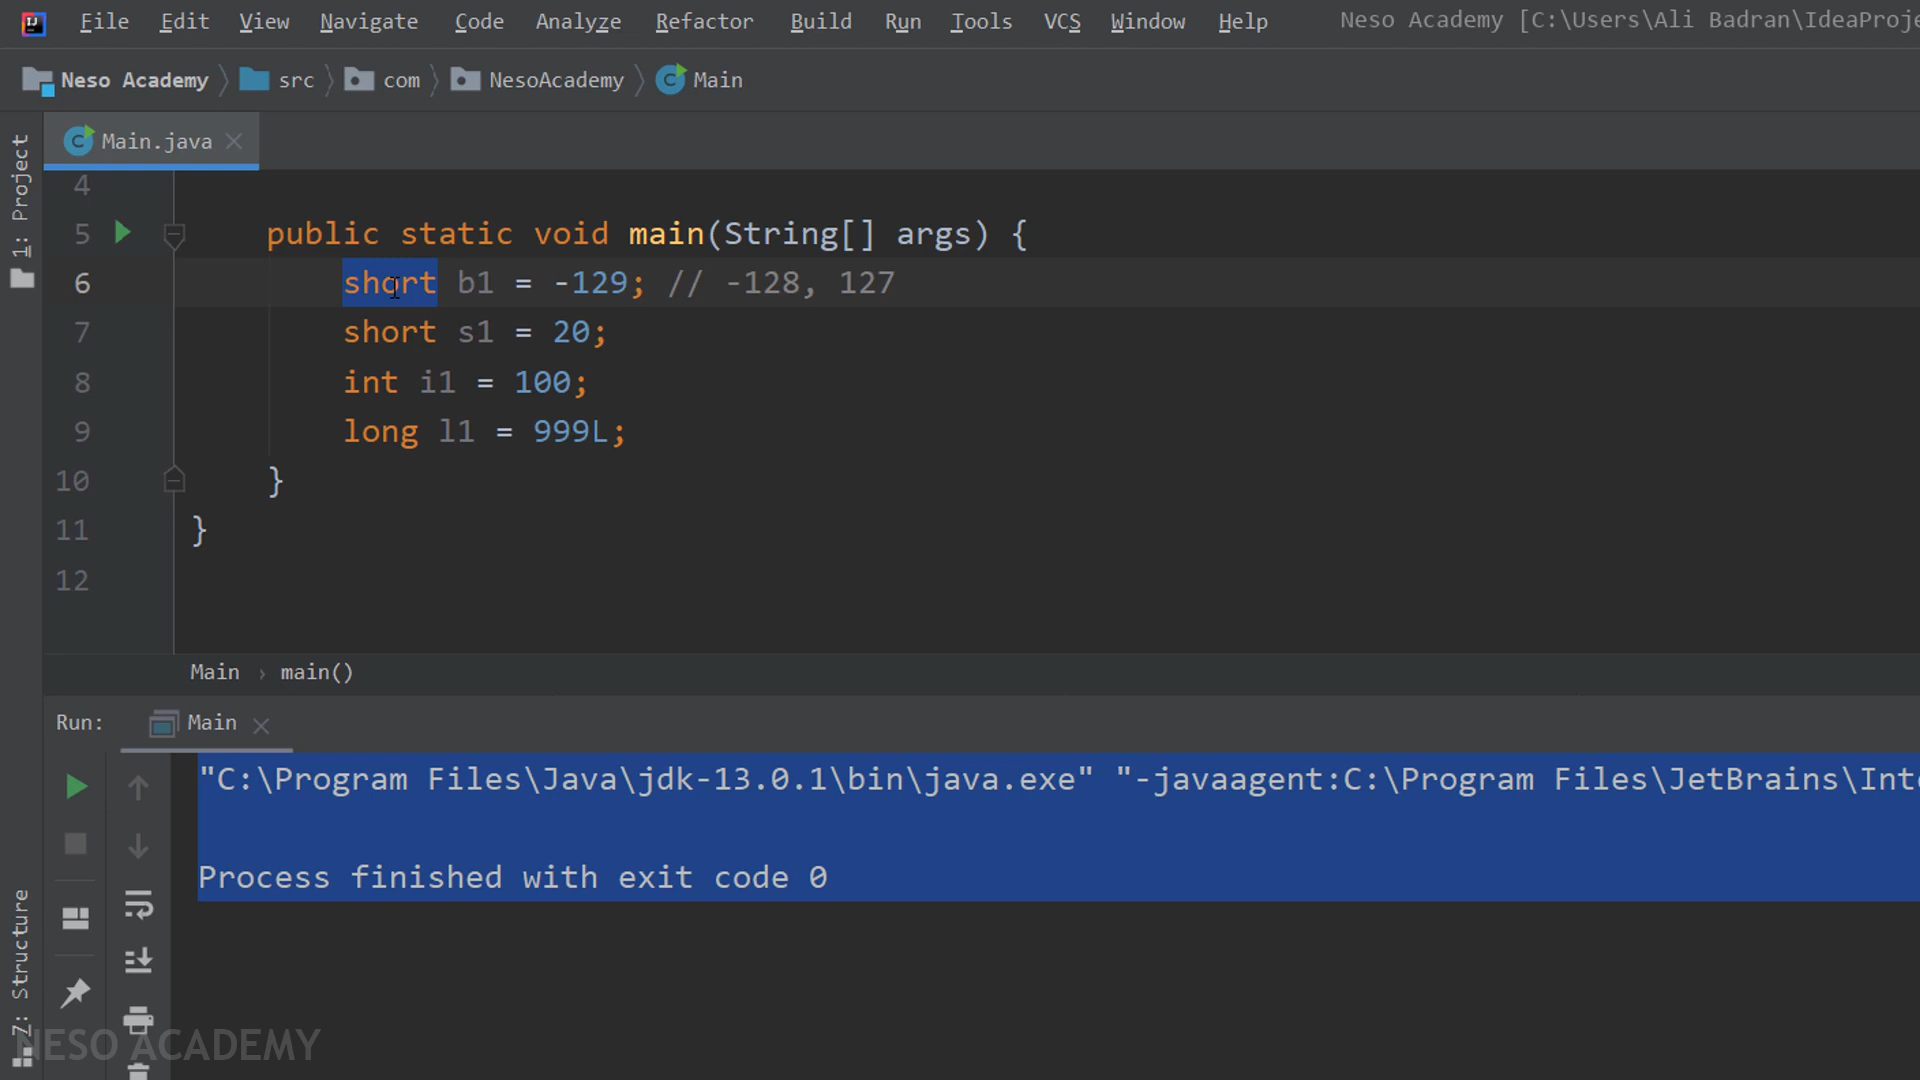 File Edit View Navigate Code Analyze Refactor Build Run Tools VCS Window Help Neso Academy [C:\Users\Ali Badran\IdeaProje
Neso Academy src com NesoAcademy Main
Main.java
1: Project
4
5 public static void main(String[] args) {
6 short b1 = -129; // -128, 127
7 short s1 = 20;
8 int i1 = 100;
9 long l1 = 999L;
10 }
11 }
12
Main › main()
Run: Main
"C:\Program Files\Java\jdk-13.0.1\bin\java.exe" "-javaagent:C:\Program Files\JetBrains\Inte
Process finished with exit code 0
Z: Structure
NESO ACADEMY